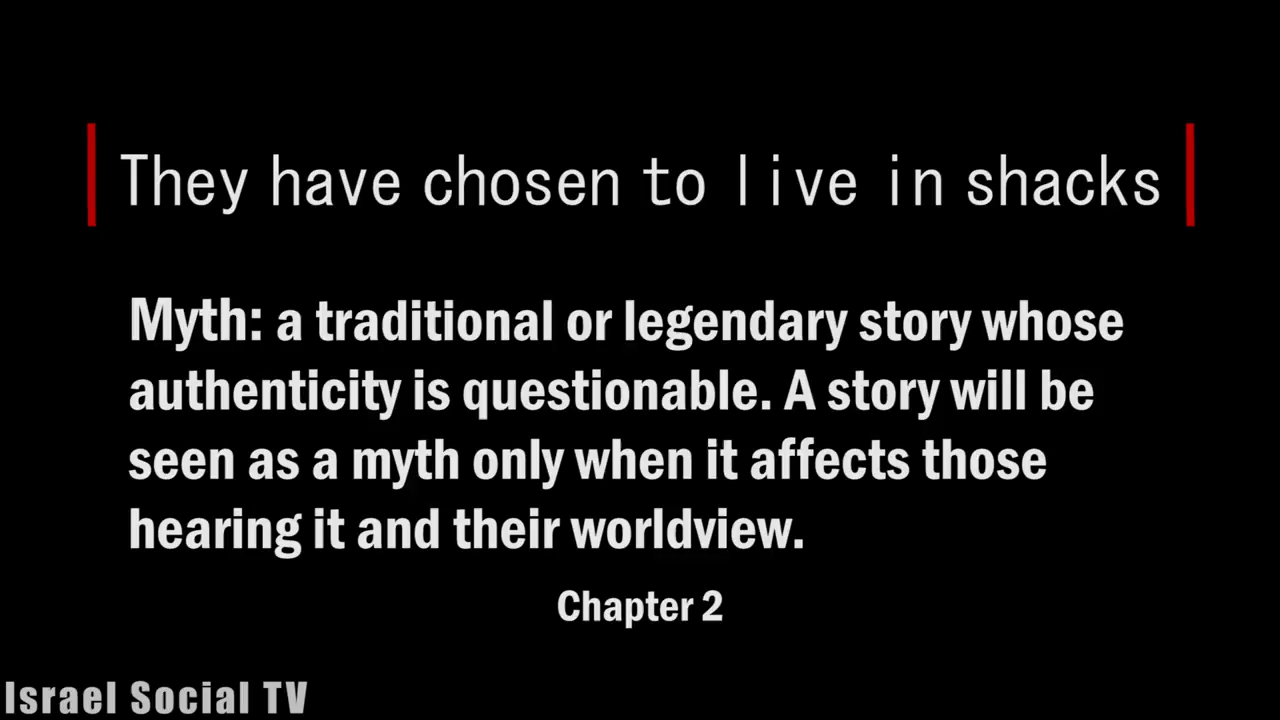 They have chosen to live in shacks
Myth: a traditional or legendary story whose
authenticity is questionable. A story will be
seen as a myth only when it affects those
hearing it and their worldview.
Chapter 2
Israel Social TV